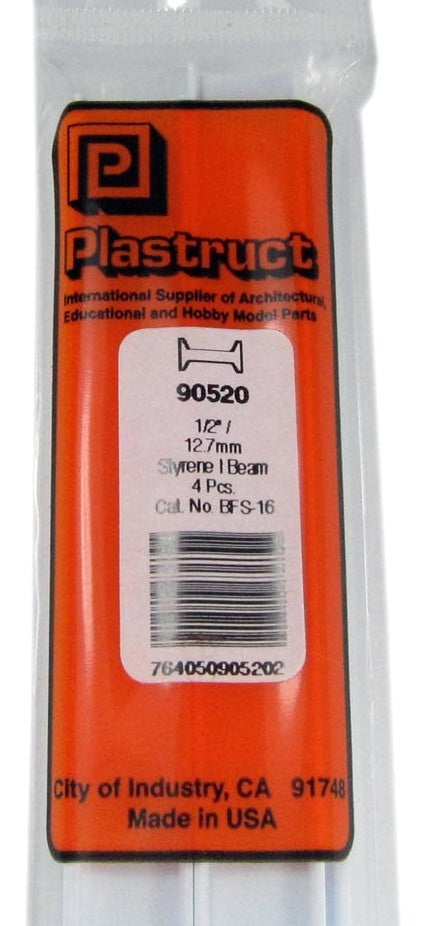 P
Plastruct
International Supplier of Architectural,
Educational and Hobby Model Parts
90520
1/2" /
12.7mm
Styrene I Beam
4 Pcs.
Cat. No. BFS-16
764050905202
City of Industry, CA 91748
Made in USA